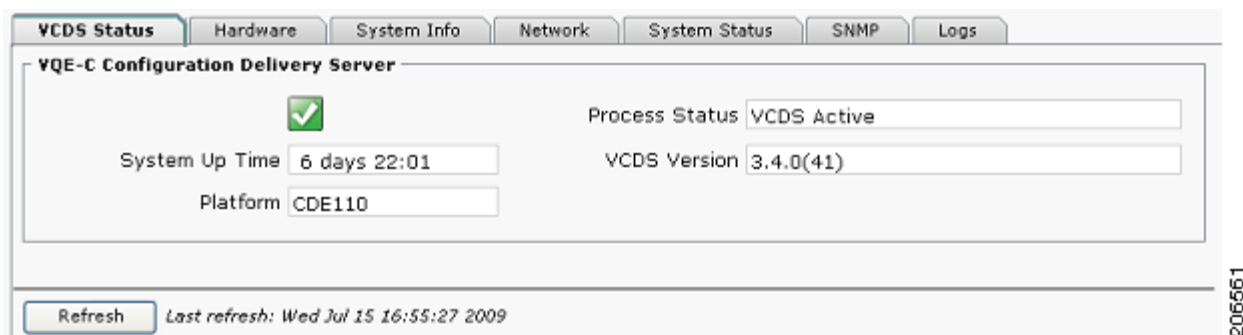 VCDS Status Hardware System Info Network System Status SNMP Logs
VQE-C Configuration Delivery Server
Process Status VCDS Active
System Up Time 6 days 22:01 VCDS Version 3.4.0(41)
Platform CDE110
Refresh Last refresh: Wed Jul 15 16:55:27 2009
206561